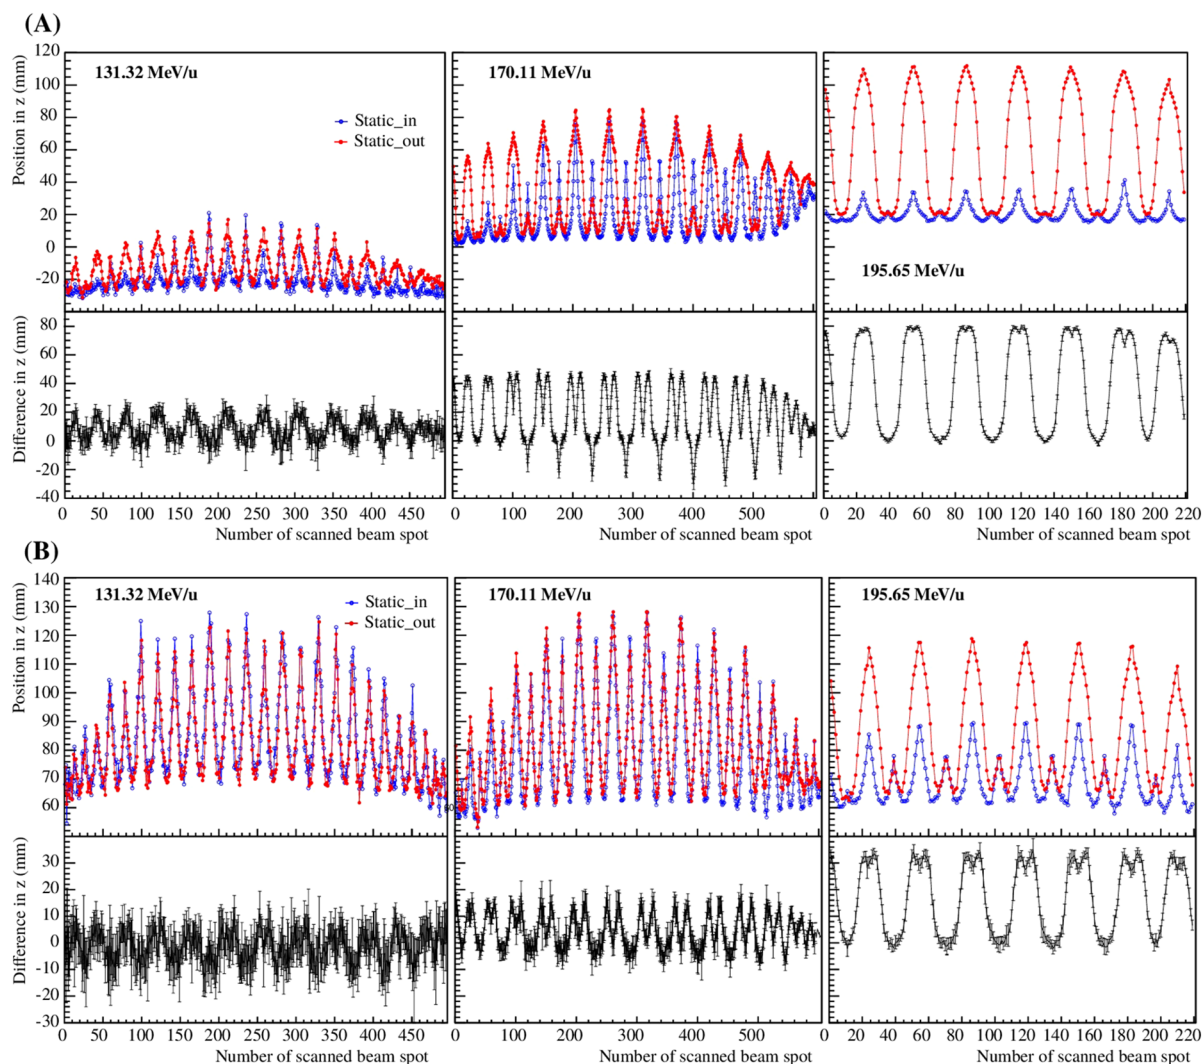 (A)
131.32 MeV/u
170.11 MeV/u
195.65 MeV/u
Static_in
Static_out
Position in z (mm)
120
100
80
60
40
20
0
-20
Difference in z (mm)
80
60
40
20
0
-20
-40
0 50 100 150 200 250 300 350 400 450
100 200 300 400 500
20 40 60 80 100 120 140 160 180 200 220
Number of scanned beam spot
Number of scanned beam spot
Number of scanned beam spot
(B)
131.32 MeV/u
170.11 MeV/u
195.65 MeV/u
Static_in
Static_out
Position in z (mm)
140
130
120
110
100
90
80
70
60
Difference in z (mm)
30
20
10
0
-10
-20
-30
0 50 100 150 200 250 300 350 400 450
0 100 200 300 400 500
0 20 40 60 80 100 120 140 160 180 200 220
Number of scanned beam spot
Number of scanned beam spot
Number of scanned beam spot